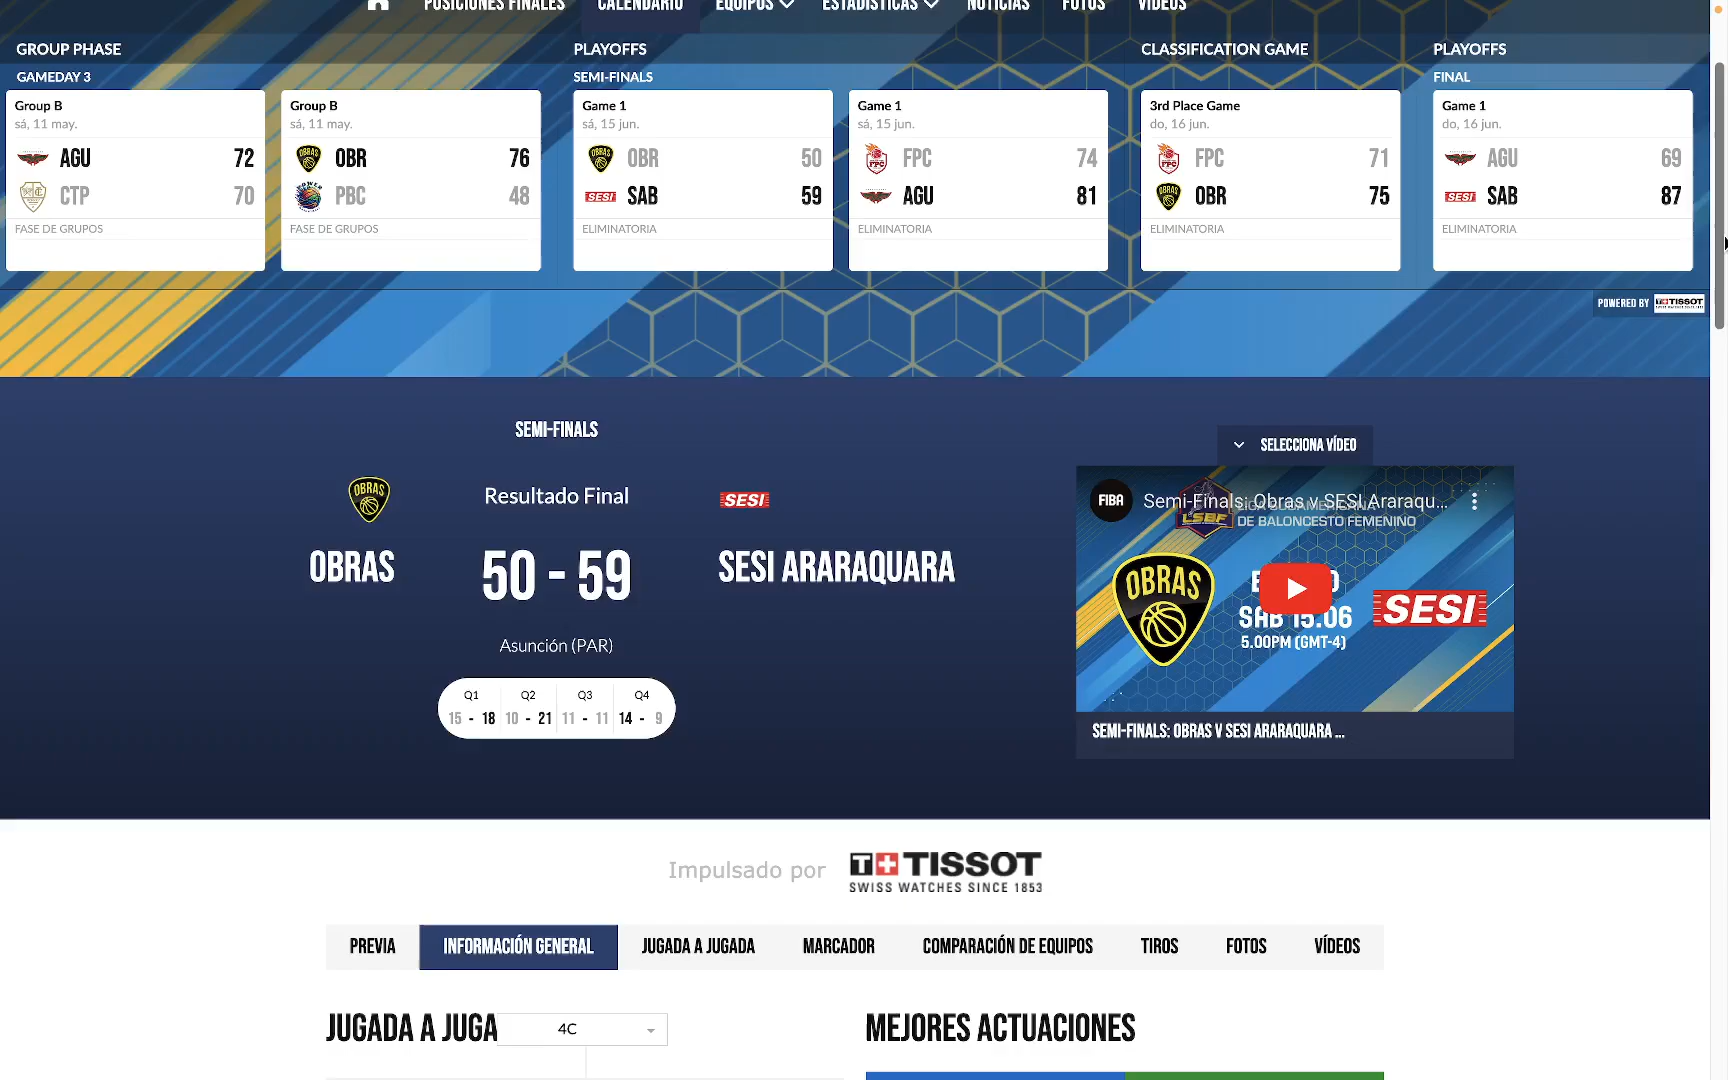 POSICIONES FINALES CALENDARIO EQUIPOS ESTADÍSTICAS NOTICIAS FOTOS VÍDEOS
GROUP PHASE
GAMEDAY 3
Group B
sá, 11 may.
AGU 72
CTP 70
FASE DE GRUPOS
Group B
sá, 11 may.
OBR 76
PBC 48
FASE DE GRUPOS
PLAYOFFS
SEMI-FINALS
Game 1
sá, 15 jun.
OBR 50
SESI SAB 59
ELIMINATORIA
Game 1
sá, 15 jun.
FPC 74
AGU 81
ELIMINATORIA
CLASSIFICATION GAME
3rd Place Game
do, 16 jun.
FPC 71
OBR 75
ELIMINATORIA
PLAYOFFS
FINAL
Game 1
do, 16 jun.
AGU 69
SESI SAB 87
ELIMINATORIA
POWERED BY TISSOT
SEMI-FINALS
OBRAS
Resultado Final
SESI
OBRAS
50 - 59
SESI ARARAQUARA
Asunción (PAR)
Q1 Q2 Q3 Q4
15 - 18 10 - 21 11 - 11 14 - 9
SELECCIONA VÍDEO
FIBA Semi-Finals: Obras v SESI Araraqu...
LSBF LIGA SUDAMERICANA
DE BALONCESTO FEMENINO
OBRAS
SÁB 15.06
5.00PM (GMT-4)
SESI
SEMI-FINALS: OBRAS V SESI ARARAQUARA ...
Impulsado por TISSOT
SWISS WATCHES SINCE 1853
PREVIA INFORMACIÓN GENERAL JUGADA A JUGADA MARCADOR COMPARACIÓN DE EQUIPOS TIROS FOTOS VÍDEOS
JUGADA A JUGA 4C
MEJORES ACTUACIONES